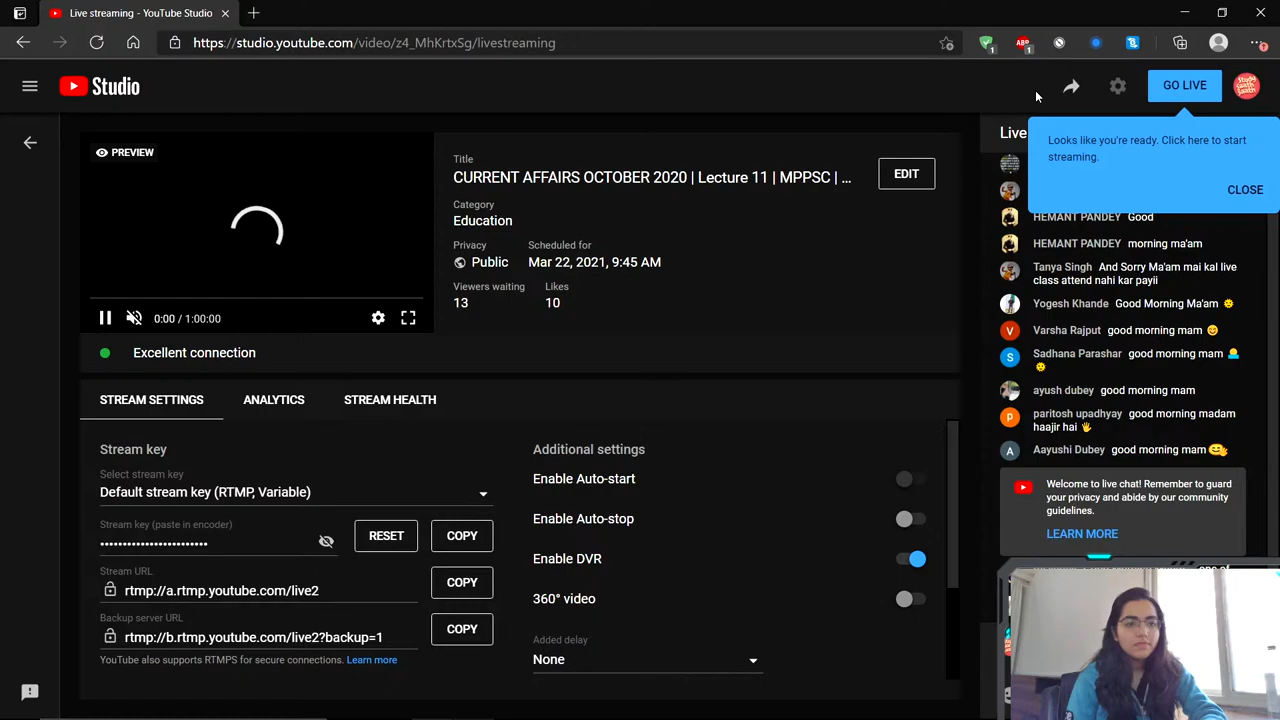 Live streaming - YouTube Studio
https://studio.youtube.com/video/z4_MhKrtxSg/livestreaming
1
ABP
1
Studio
GO LIVE
Looks like you're ready. Click here to start
streaming.
CLOSE
PREVIEW
0:00 / 1:00:00
Title
CURRENT AFFAIRS OCTOBER 2020 | Lecture 11 | MPPSC | ...
EDIT
Category
Education
Privacy
Public
Scheduled for
Mar 22, 2021, 9:45 AM
Viewers waiting
13
Likes
10
Excellent connection
STREAM SETTINGS
ANALYTICS
STREAM HEALTH
Stream key
Select stream key
Default stream key (RTMP, Variable)
Stream key (paste in encoder)
••••••••••••••••••••••••
RESET
COPY
Stream URL
rtmp://a.rtmp.youtube.com/live2
COPY
Backup server URL
rtmp://b.rtmp.youtube.com/live2?backup=1
COPY
YouTube also supports RTMPS for secure connections. Learn more
Additional settings
Enable Auto-start
Enable Auto-stop
Enable DVR
360° video
Added delay
None
Live
HEMANT PANDEY Good
HEMANT PANDEY morning ma'am
Tanya Singh And Sorry Ma'am mai kal live
class attend nahi kar payii
Yogesh Khande Good Morning Ma'am 🌞
V Varsha Rajput good morning mam 😊
S Sadhana Parashar good morning mam
ayush dubey good morning mam
p paritosh upadhyay good morning madam
haajir hai 🖐
A Aayushi Dubey good morning mam 🥰
Welcome to live chat! Remember to guard
your privacy and abide by our community
guidelines.
LEARN MORE